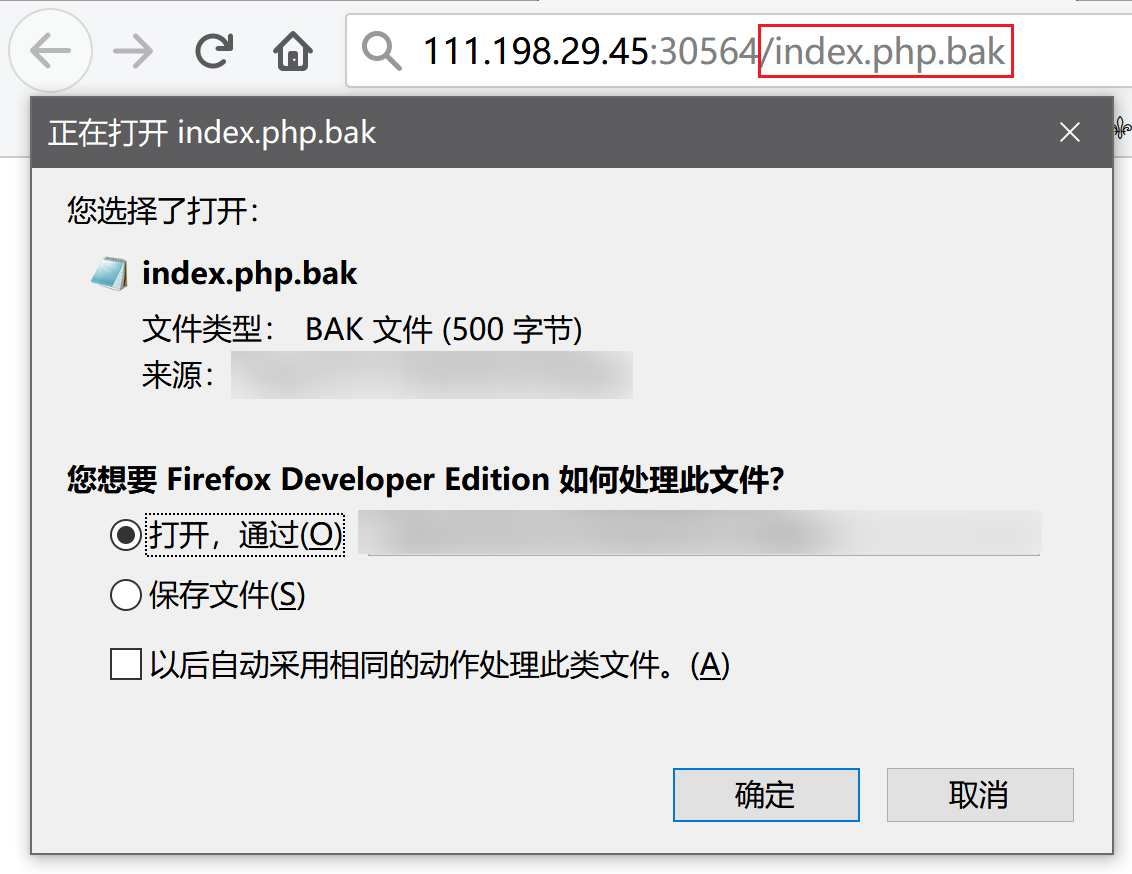 111.198.29.45:30564/index.php.bak
正在打开 index.php.bak
您选择了打开：
index.php.bak
文件类型： BAK 文件 (500 字节)
来源：
您想要 Firefox Developer Edition 如何处理此文件？
打开，通过(O)
保存文件(S)
以后自动采用相同的动作处理此类文件。(A)
确定 取消